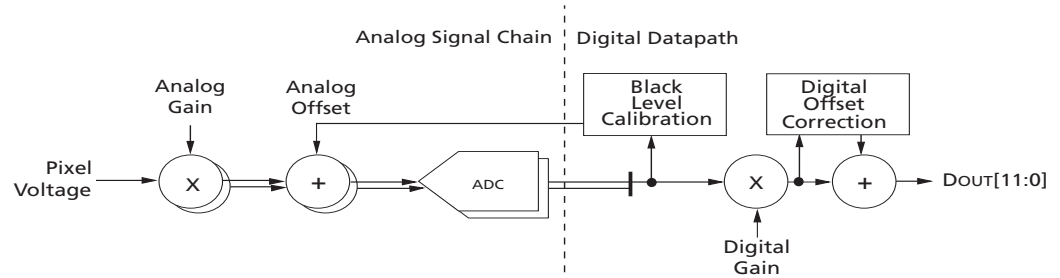 Analog Signal Chain
Digital Datapath
Analog
Gain
Analog
Offset
Black
Level
Calibration
Digital
Offset
Correction
Pixel
Voltage
X
+
ADC
X
+
DOUT[11:0]
Digital
Gain